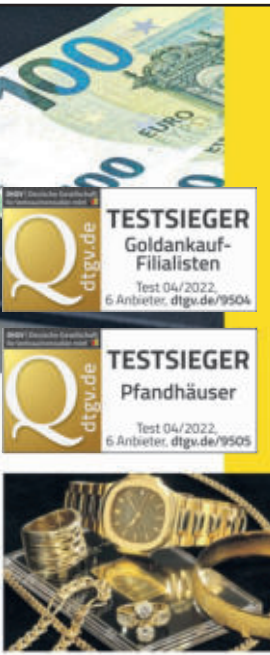 100
EURO
DtGV | Deutsche Gesellschaft
für Verbraucherstudien mbH
Q
dtgv.de
TESTSIEGER
Goldankauf-
Filialisten
Test 04/2022,
6 Anbieter, dtgv.de/9504
DtGV | Deutsche Gesellschaft
für Verbraucherstudien mbH
Q
dtgv.de
TESTSIEGER
Pfandhäuser
Test 04/2022,
6 Anbieter, dtgv.de/9505